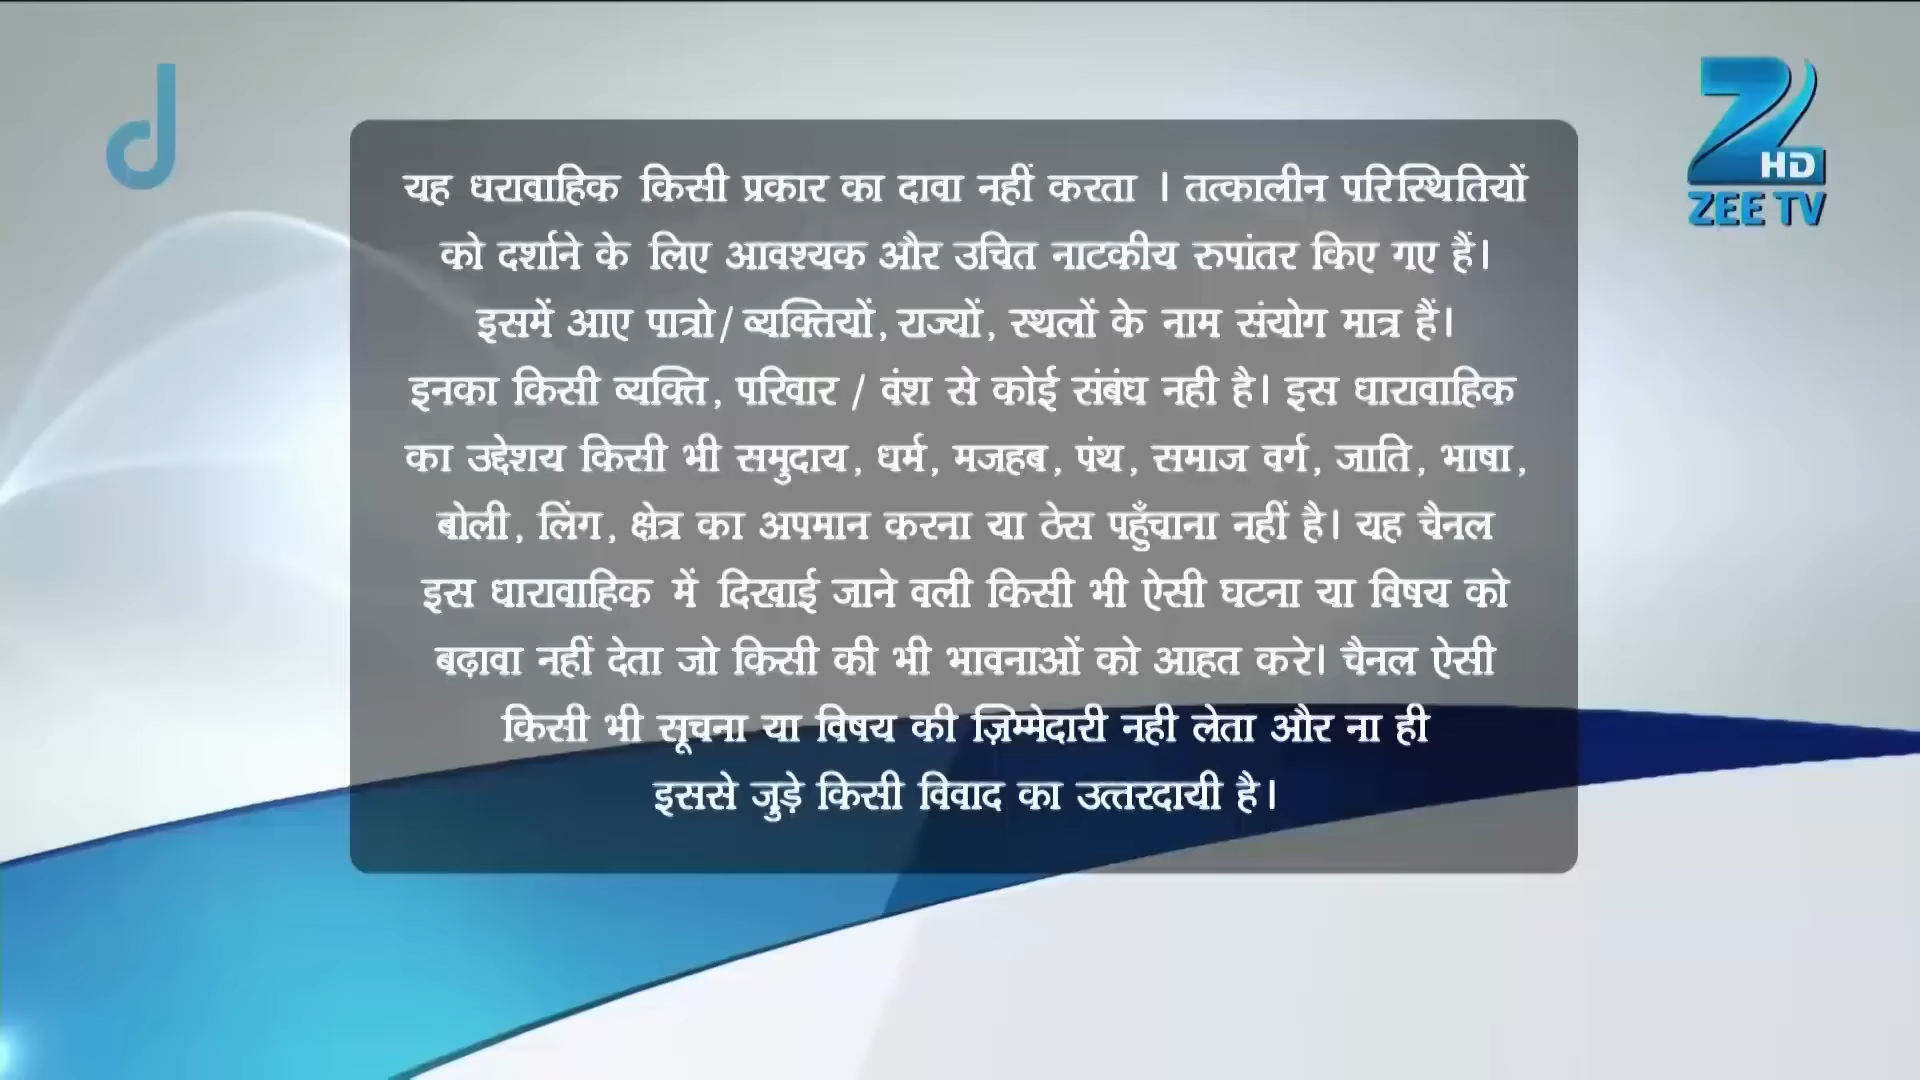 यह धरावाहिक किसी प्रकार का दावा नहीं करता । तत्कालीन परिस्थितियों
को दर्शाने के लिए आवश्यक और उचित नाटकीय रुपांतर किए गए हैं।
इसमें आए पात्रो/ व्यक्तियों, राज्यों, स्थलों के नाम संयोग मात्र हैं।
इनका किसी व्यक्ति, परिवार / वंश से कोई संबंध नही है। इस धारावाहिक
का उद्देशय किसी भी समुदाय, धर्म, मजहब, पंथ, समाज वर्ग, जाति, भाषा,
बोली, लिंग, क्षेत्र का अपमान करना या ठेस पहुँचाना नहीं है। यह चैनल
इस धारावाहिक में दिखाई जाने वली किसी भी ऐसी घटना या विषय को
बढ़ावा नहीं देता जो किसी की भी भावनाओं को आहत करे। चैनल ऐसी
किसी भी सूचना या विषय की ज़िम्मेदारी नही लेता और ना ही
इससे जुड़े किसी विवाद का उत्तरदायी है।
d
Z HD
ZEE TV